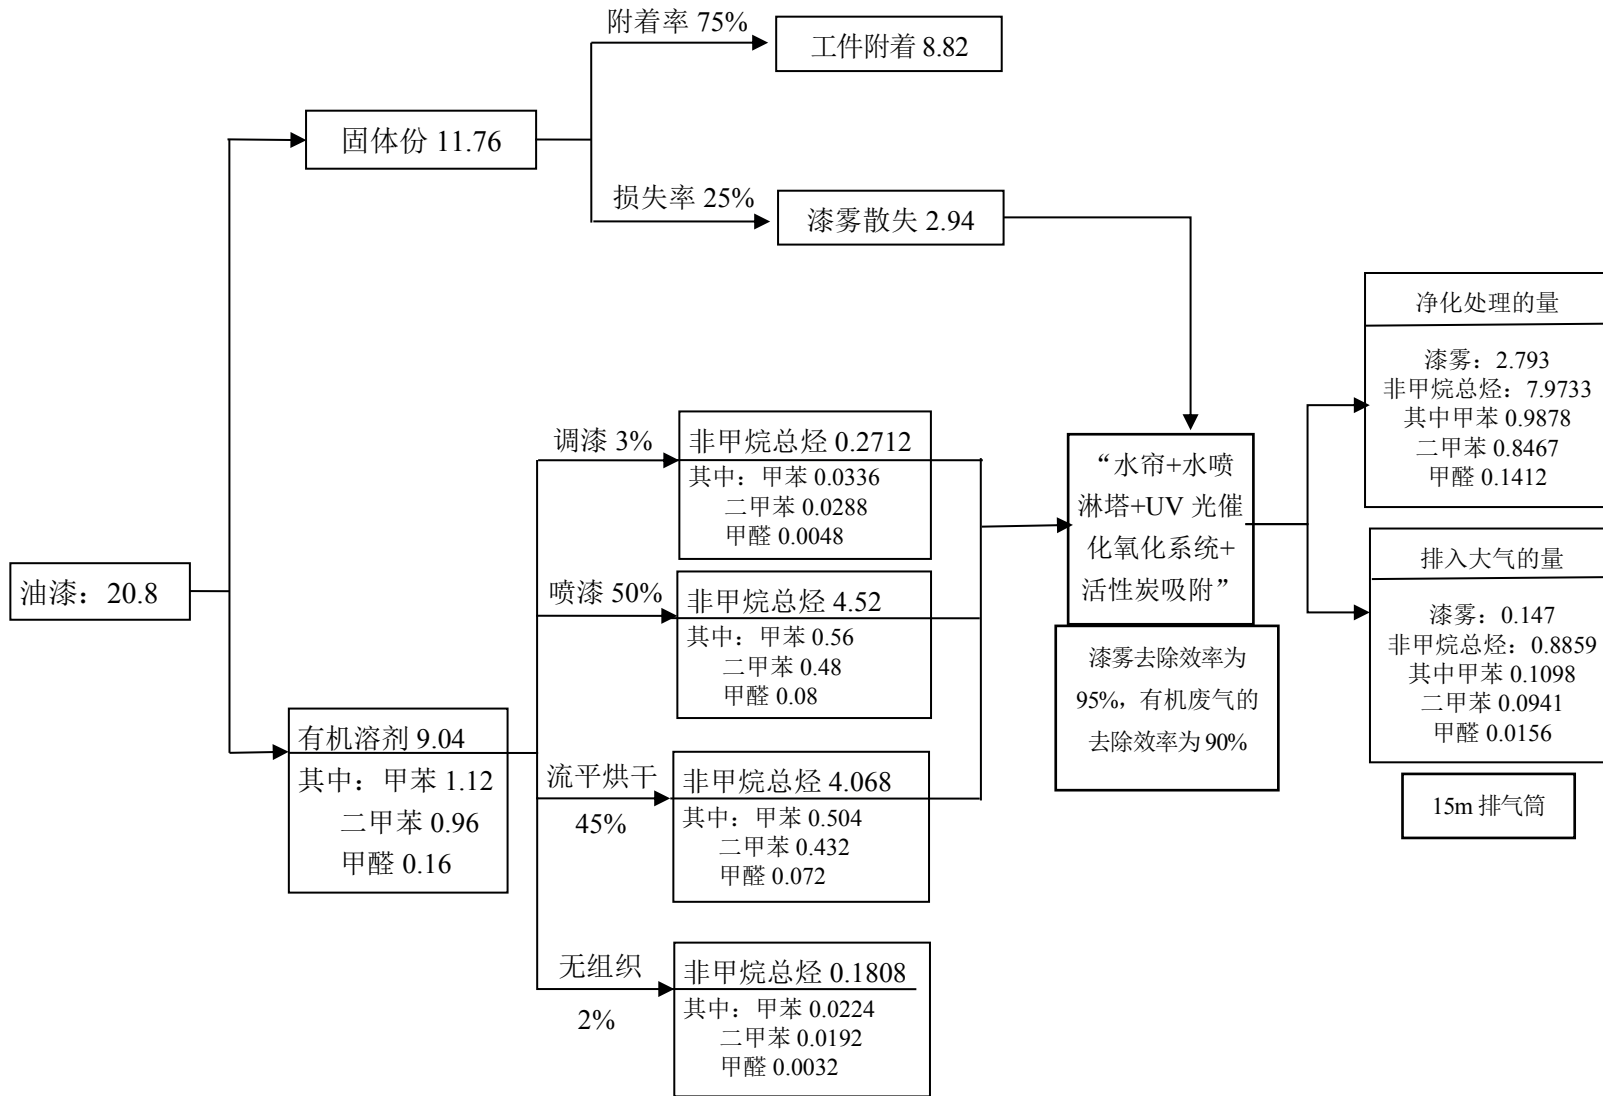 附着率 75%
工件附着 8.82
固体份 11.76
损失率 25%
漆雾散失 2.94
净化处理的量
漆雾：2.793
非甲烷总烃：7.9733
其中甲苯 0.9878
二甲苯 0.8467
甲醛 0.1412
调漆 3%
非甲烷总烃 0.2712
其中：甲苯 0.0336
二甲苯 0.0288
甲醛 0.0048
“水帘+水喷
淋塔+UV 光催
化氧化系统+
活性炭吸附”
油漆：20.8
喷漆 50%
非甲烷总烃 4.52
其中：甲苯 0.56
二甲苯 0.48
甲醛 0.08
排入大气的量
漆雾：0.147
非甲烷总烃：0.8859
其中甲苯 0.1098
二甲苯 0.0941
甲醛 0.0156
漆雾去除效率为
95%，有机废气的
去除效率为 90%
有机溶剂 9.04
其中：甲苯 1.12
二甲苯 0.96
甲醛 0.16
流平烘干
45%
非甲烷总烃 4.068
其中：甲苯 0.504
二甲苯 0.432
甲醛 0.072
15m 排气筒
无组织
2%
非甲烷总烃 0.1808
其中：甲苯 0.0224
二甲苯 0.0192
甲醛 0.0032